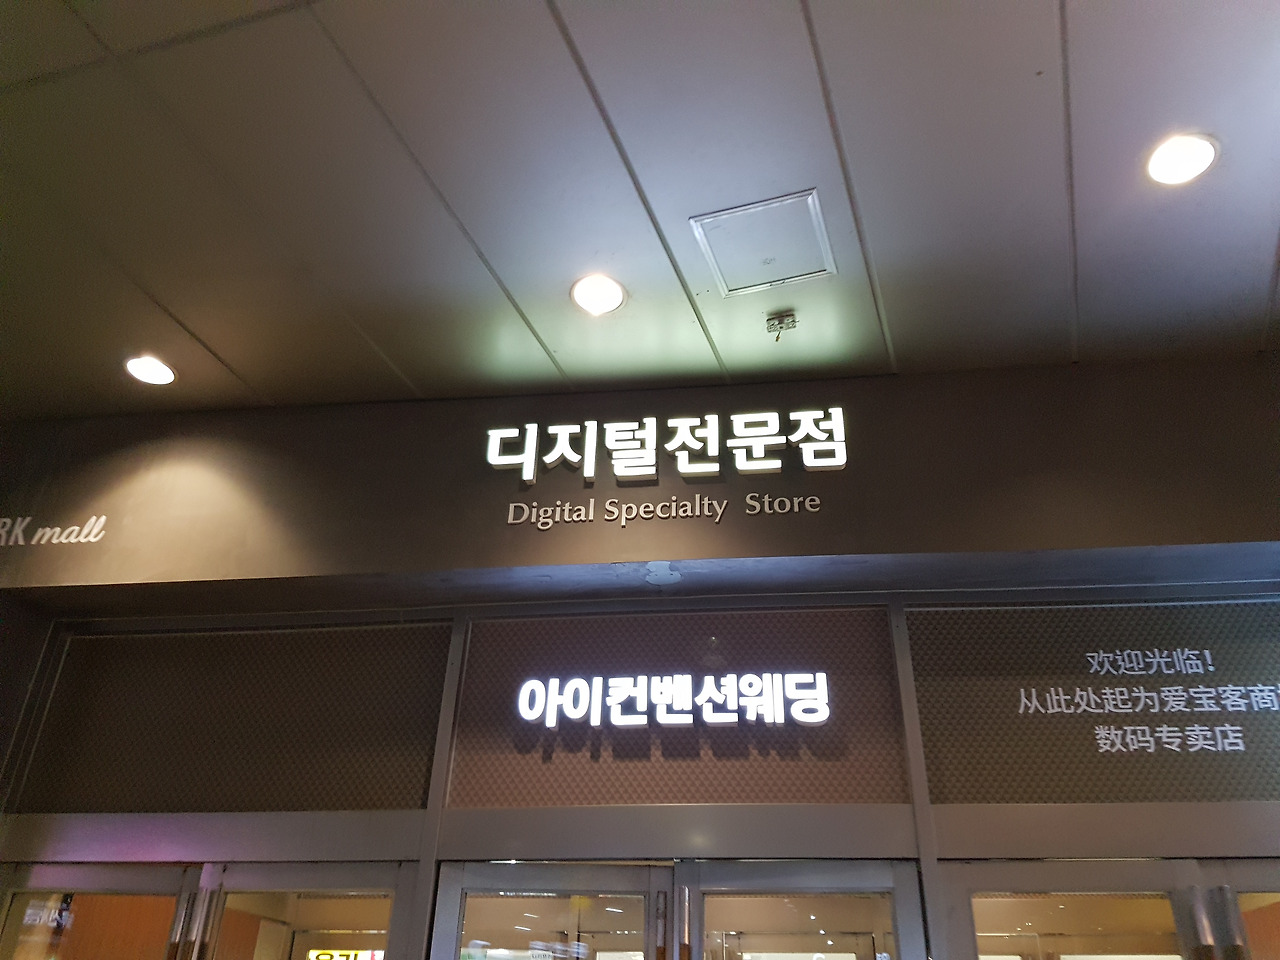 디지털전문점
Digital Specialty Store
RK mall
아이컨벤션웨딩
欢迎光临!
从此处起为爱宝客商
数码专卖店